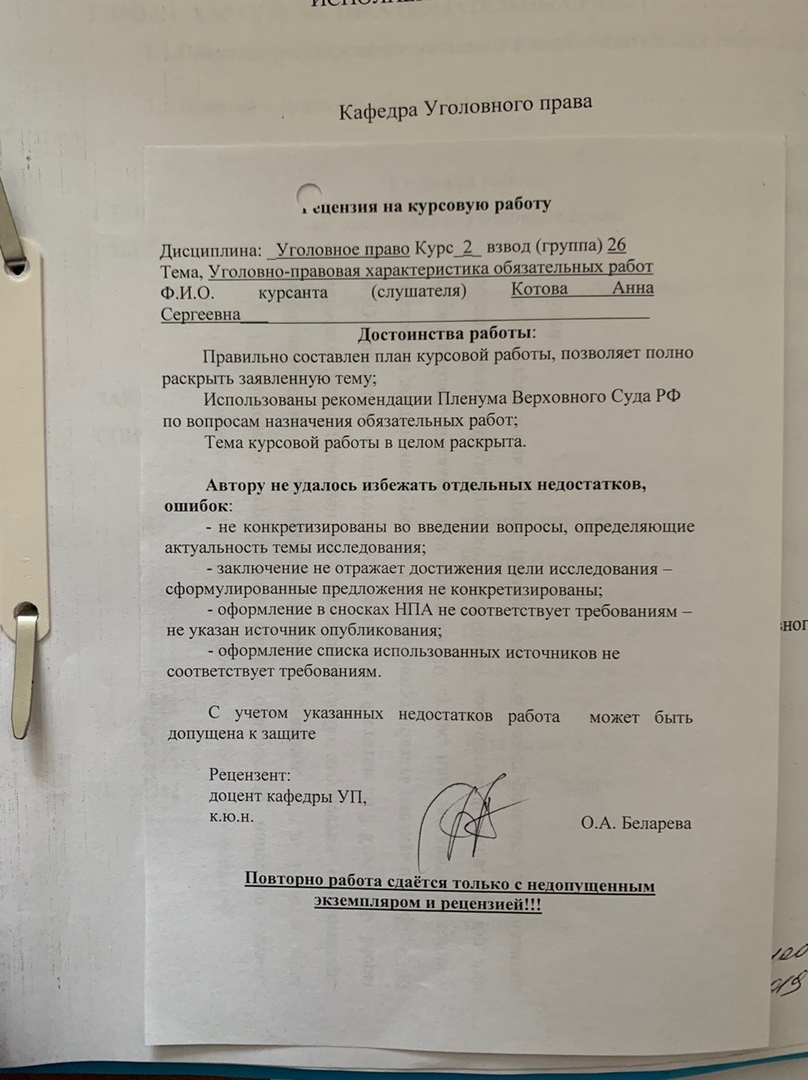 Кафедра Уголовного права
ецензия на курсовую работу
Дисциплина: _Уголовное право Курс_2_ взвод (группа) 26
Тема, Уголовно-правовая характеристика обязательных работ
Ф.И.О. курсанта (слушателя) Котова Анна
Сергеевна
Достоинства работы:
Правильно составлен план курсовой работы, позволяет полно
раскрыть заявленную тему;
Использованы рекомендации Пленума Верховного Суда РФ
по вопросам назначения обязательных работ;
Тема курсовой работы в целом раскрыта.
Автору не удалось избежать отдельных недостатков,
ошибок:
- не конкретизированы во введении вопросы, определяющие
актуальность темы исследования;
- заключение не отражает достижения цели исследования –
сформулированные предложения не конкретизированы;
- оформление в сносках НПА не соответствует требованиям –
не указан источник опубликования;
- оформление списка использованных источников не
соответствует требованиям.
С учетом указанных недостатков работа может быть
допущена к защите
Рецензент:
доцент кафедры УП,
к.ю.н.
О.А. Беларева
Повторно работа сдаётся только с недопущенным
экземпляром и рецензией!!!